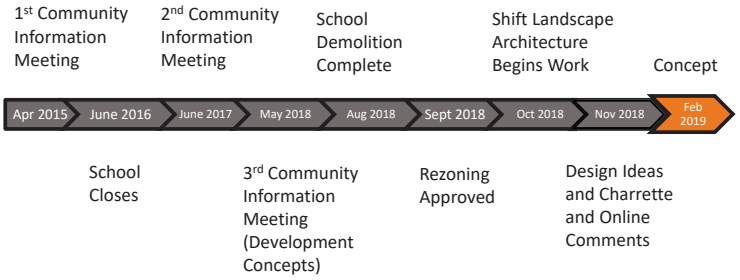 1st Community
Information
Meeting
2nd Community
Information
Meeting
School
Demolition
Complete
Shift Landscape
Architecture
Begins Work
Concept
Apr 2015
June 2016
June 2017
May 2018
Aug 2018
Sept 2018
Oct 2018
Nov 2018
Feb
2019
School
Closes
3rd Community
Information
Meeting
(Development
Concepts)
Rezoning
Approved
Design Ideas
and Charrette
and Online
Comments